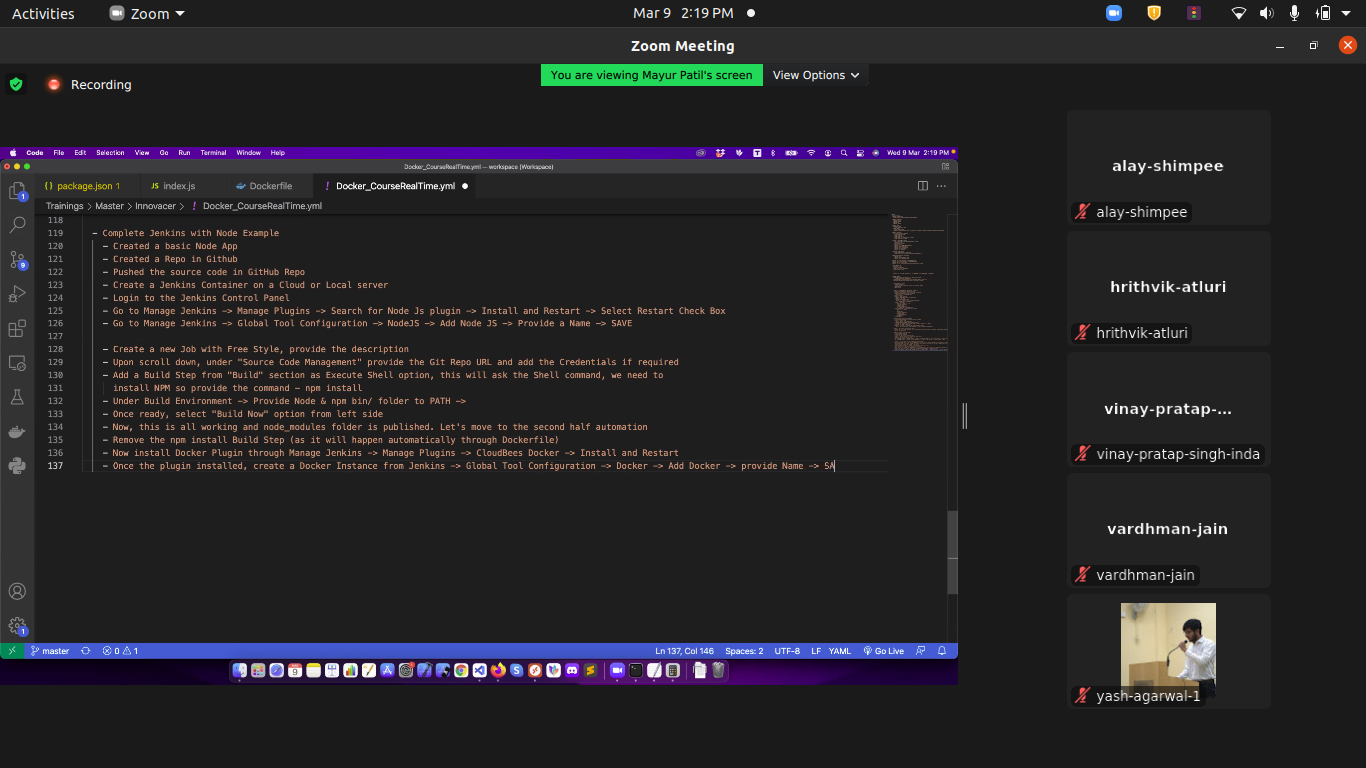 Activities Zoom Mar 9 2:19 PM
Zoom Meeting
Recording You are viewing Mayur Patil's screen View Options
Code File Edit Selection View Go Run Terminal Window Help Wed 9 Mar 2:19 PM
Docker_CourseRealTime.yml — workspace (Workspace)
package.json 1 JS index.js Dockerfile ! Docker_CourseRealTime.yml
Trainings > Master > Innovacer > ! Docker_CourseRealTime.yml
118
119 - Complete Jenkins with Node Example
120 - Created a basic Node App
121 - Created a Repo in Github
122 - Pushed the source code in GitHub Repo
123 - Create a Jenkins Container on a Cloud or Local server
124 - Login to the Jenkins Control Panel
125 - Go to Manage Jenkins -> Manage Plugins -> Search for Node Js plugin -> Install and Restart -> Select Restart Check Box
126 - Go to Manage Jenkins -> Global Tool Configuration -> NodeJS -> Add Node JS -> Provide a Name -> SAVE
127
128 - Create a new Job with Free Style, provide the description
129 - Upon scroll down, under "Source Code Management" provide the Git Repo URL and add the Credentials if required
130 - Add a Build Step from "Build" section as Execute Shell option, this will ask the Shell command, we need to
131 install NPM so provide the command - npm install
132 - Under Build Environment -> Provide Node & npm bin/ folder to PATH ->
133 - Once ready, select "Build Now" option from left side
134 - Now, this is all working and node_modules folder is published. Let's move to the second half automation
135 - Remove the npm install Build Step (as it will happen automatically through Dockerfile)
136 - Now install Docker Plugin through Manage Jenkins -> Manage Plugins -> CloudBees Docker -> Install and Restart
137 - Once the plugin installed, create a Docker Instance from Jenkins -> Global Tool Configuration -> Docker -> Add Docker -> provide Name -> SA
1
9
1
master 0 1 Ln 137, Col 146 Spaces: 2 UTF-8 LF YAML Go Live
alay-shimpee
alay-shimpee
hrithvik-atluri
hrithvik-atluri
vinay-pratap-...
vinay-pratap-singh-inda
vardhman-jain
vardhman-jain
yash-agarwal-1